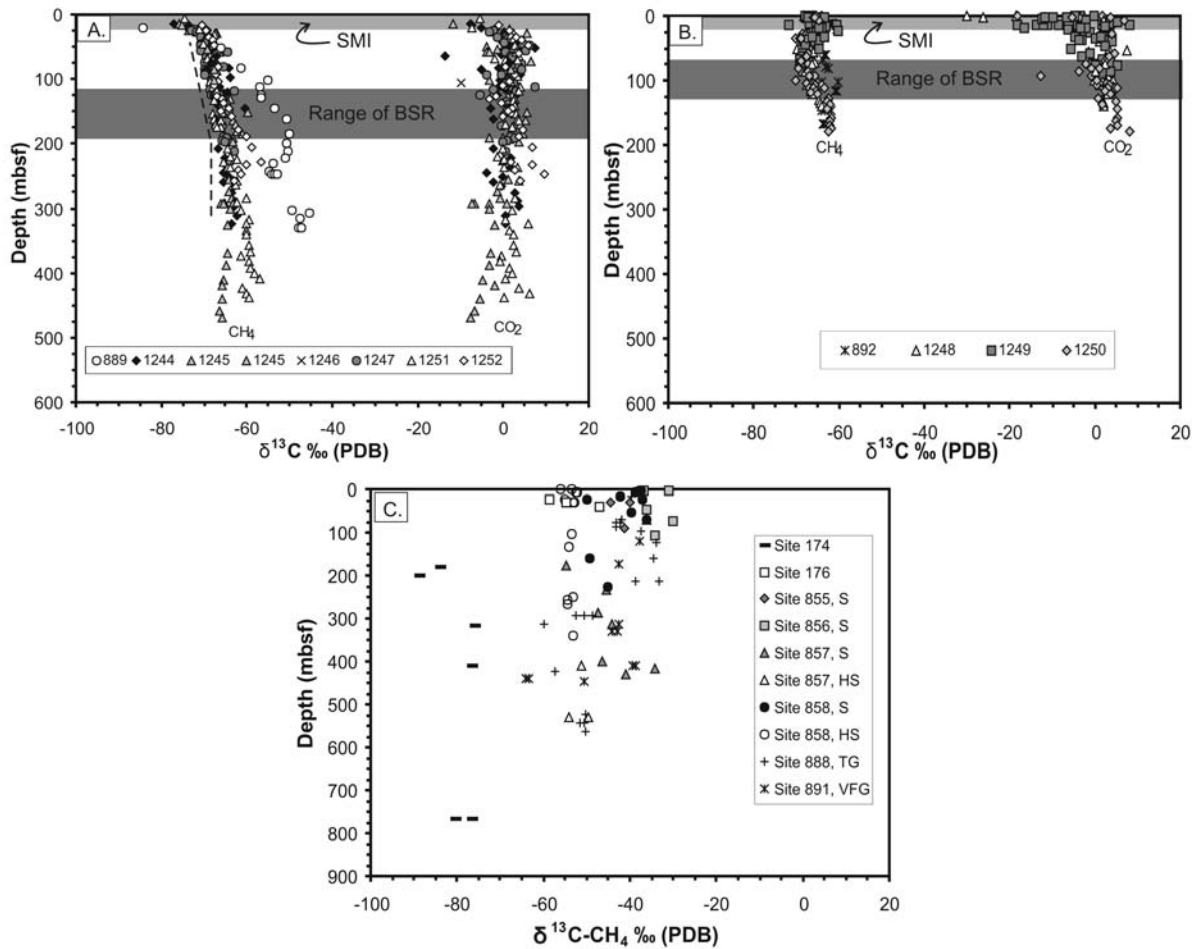 A.
SMI
Range of BSR
CH4
CO2
889 1244 1245 1245 1246 1247 1251 1252
0
100
200
300
400
500
600
Depth (mbsf)
-100 -80 -60 -40 -20 0 20
δ13C ‰ (PDB)
B.
SMI
Range of BSR
CH4
CO2
892 1248 1249 1250
0
100
200
300
400
500
600
Depth (mbsf)
-100 -80 -60 -40 -20 0 20
δ13C ‰ (PDB)
C.
0
100
200
300
400
500
600
700
800
900
Depth (mbsf)
Site 174
Site 176
Site 855, S
Site 856, S
Site 857, S
Site 857, HS
Site 858, S
Site 858, HS
Site 888, TG
Site 891, VFG
-100 -80 -60 -40 -20 0 20
δ 13C-CH4 ‰ (PDB)